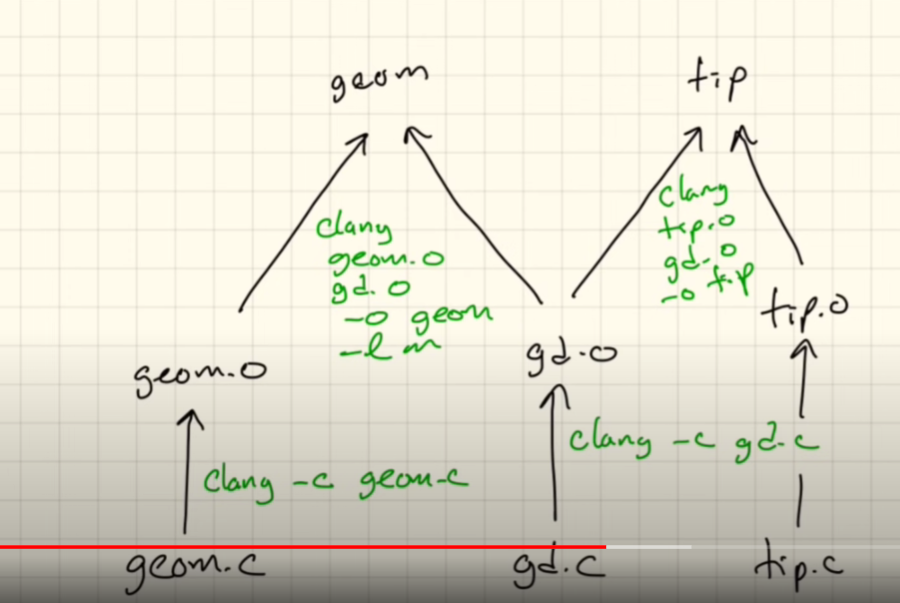 geom
tip
clang
geom.o
gd.o
-o geom
-lm
clang
tip.o
gd.o
-o tip
geom.o
gd.o
tip.o
clang -c geom.c
clang -c gd.c
geom.c
gd.c
tip.c